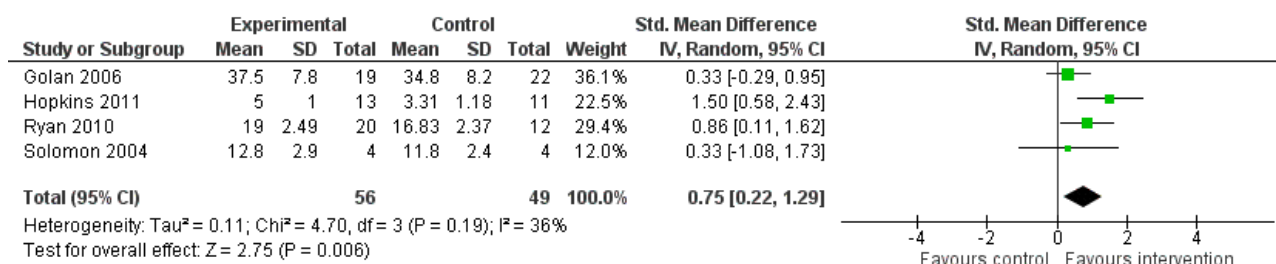 Experimental Control Std. Mean Difference Std. Mean Difference
Study or Subgroup Mean SD Total Mean SD Total Weight IV, Random, 95% CI IV, Random, 95% CI
Golan 2006 37.5 7.8 19 34.8 8.2 22 36.1% 0.33 [-0.29, 0.95]
Hopkins 2011 5 1 13 3.31 1.18 11 22.5% 1.50 [0.58, 2.43]
Ryan 2010 19 2.49 20 16.83 2.37 12 29.4% 0.86 [0.11, 1.62]
Solomon 2004 12.8 2.9 4 11.8 2.4 4 12.0% 0.33 [-1.08, 1.73]
Total (95% CI) 56 49 100.0% 0.75 [0.22, 1.29]
Heterogeneity: Tau² = 0.11; Chi² = 4.70, df = 3 (P = 0.19); I² = 36%
Test for overall effect: Z = 2.75 (P = 0.006)
-4 -2 0 2 4
Favours control Favours intervention